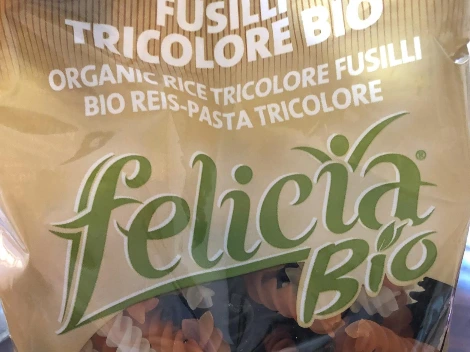 FUSILLI
TRICOLORE BIO
ORGANIC RICE TRICOLORE FUSILLI
BIO REIS-PASTA TRICOLORE
felicia®
Bio